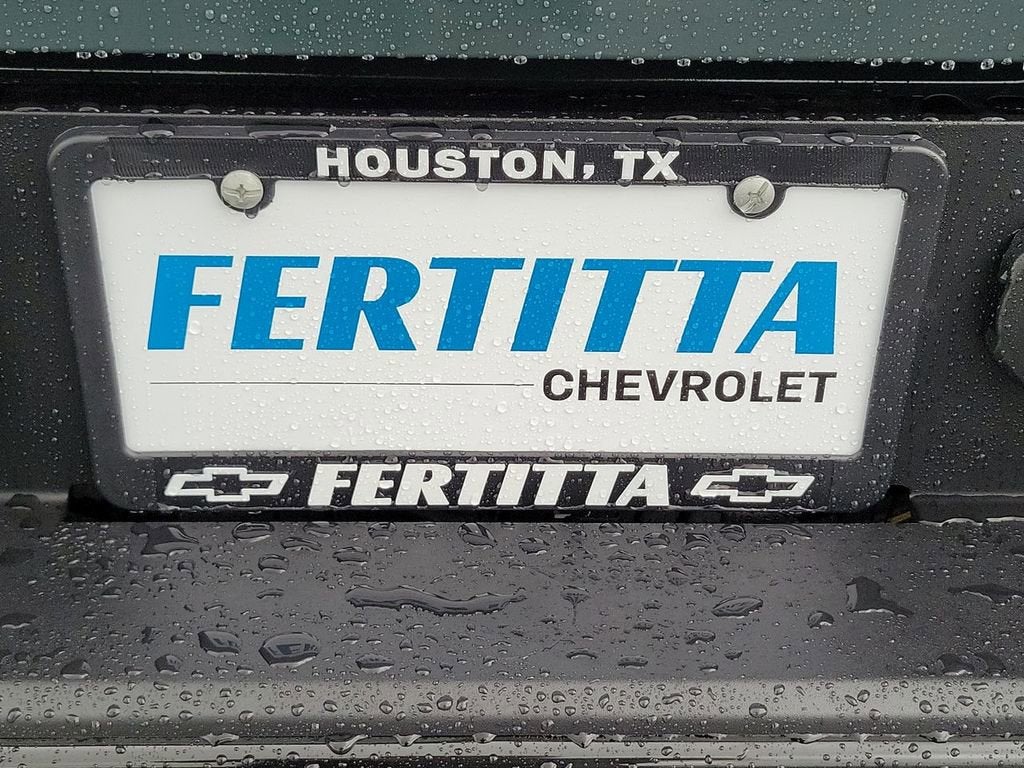 HOUSTON, TX
FERTITTA
CHEVROLET
FERTITTA